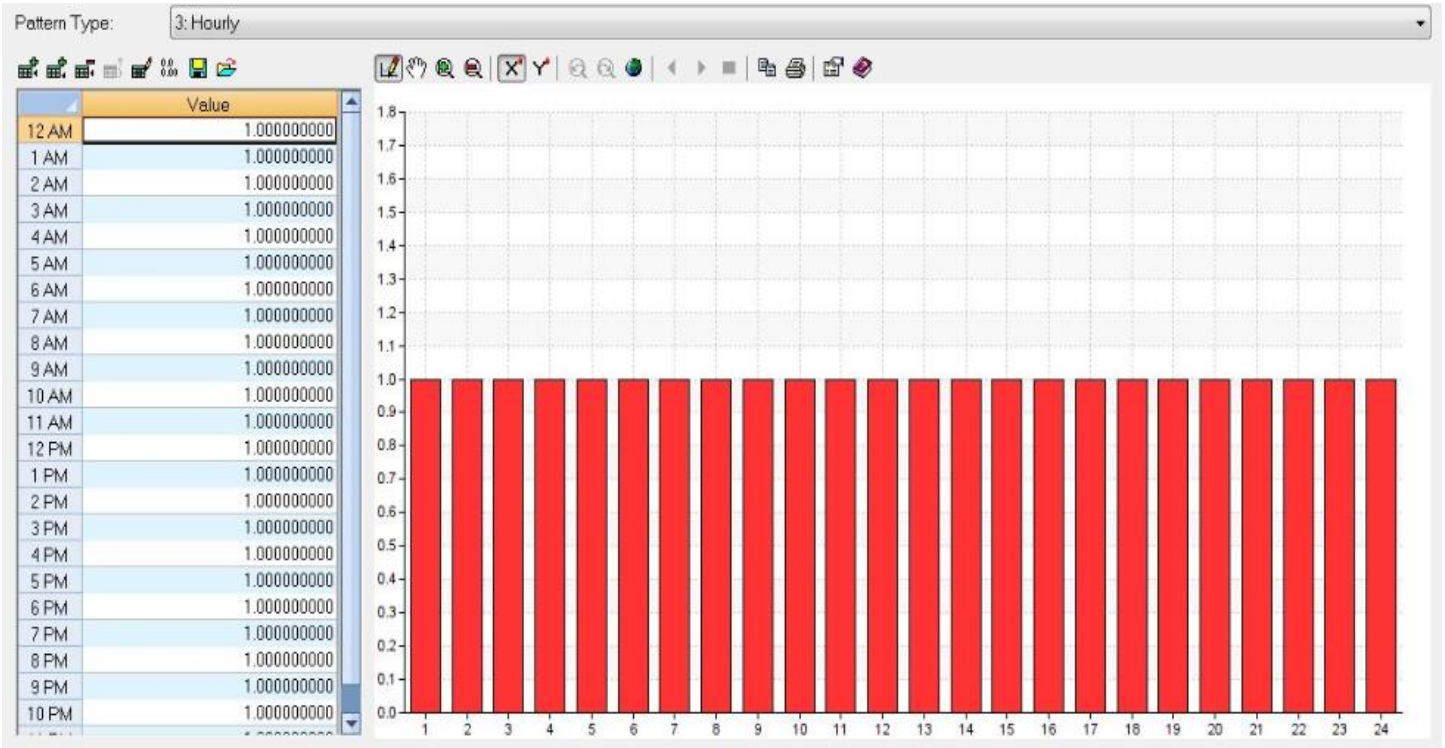 Pattern Type: 3: Hourly
Value
12 AM 1.000000000
1 AM 1.000000000
2 AM 1.000000000
3 AM 1.000000000
4 AM 1.000000000
5 AM 1.000000000
6 AM 1.000000000
7 AM 1.000000000
8 AM 1.000000000
9 AM 1.000000000
10 AM 1.000000000
11 AM 1.000000000
12 PM 1.000000000
1 PM 1.000000000
2 PM 1.000000000
3 PM 1.000000000
4 PM 1.000000000
5 PM 1.000000000
6 PM 1.000000000
7 PM 1.000000000
8 PM 1.000000000
9 PM 1.000000000
10 PM 1.000000000
1.8
1.7
1.6
1.5
1.4
1.3
1.2
1.1
1.0
0.9
0.8
0.7
0.6
0.5
0.4
0.3
0.2
0.1
0.0
1 2 3 4 5 6 7 8 9 10 11 12 13 14 15 16 17 18 19 20 21 22 23 24